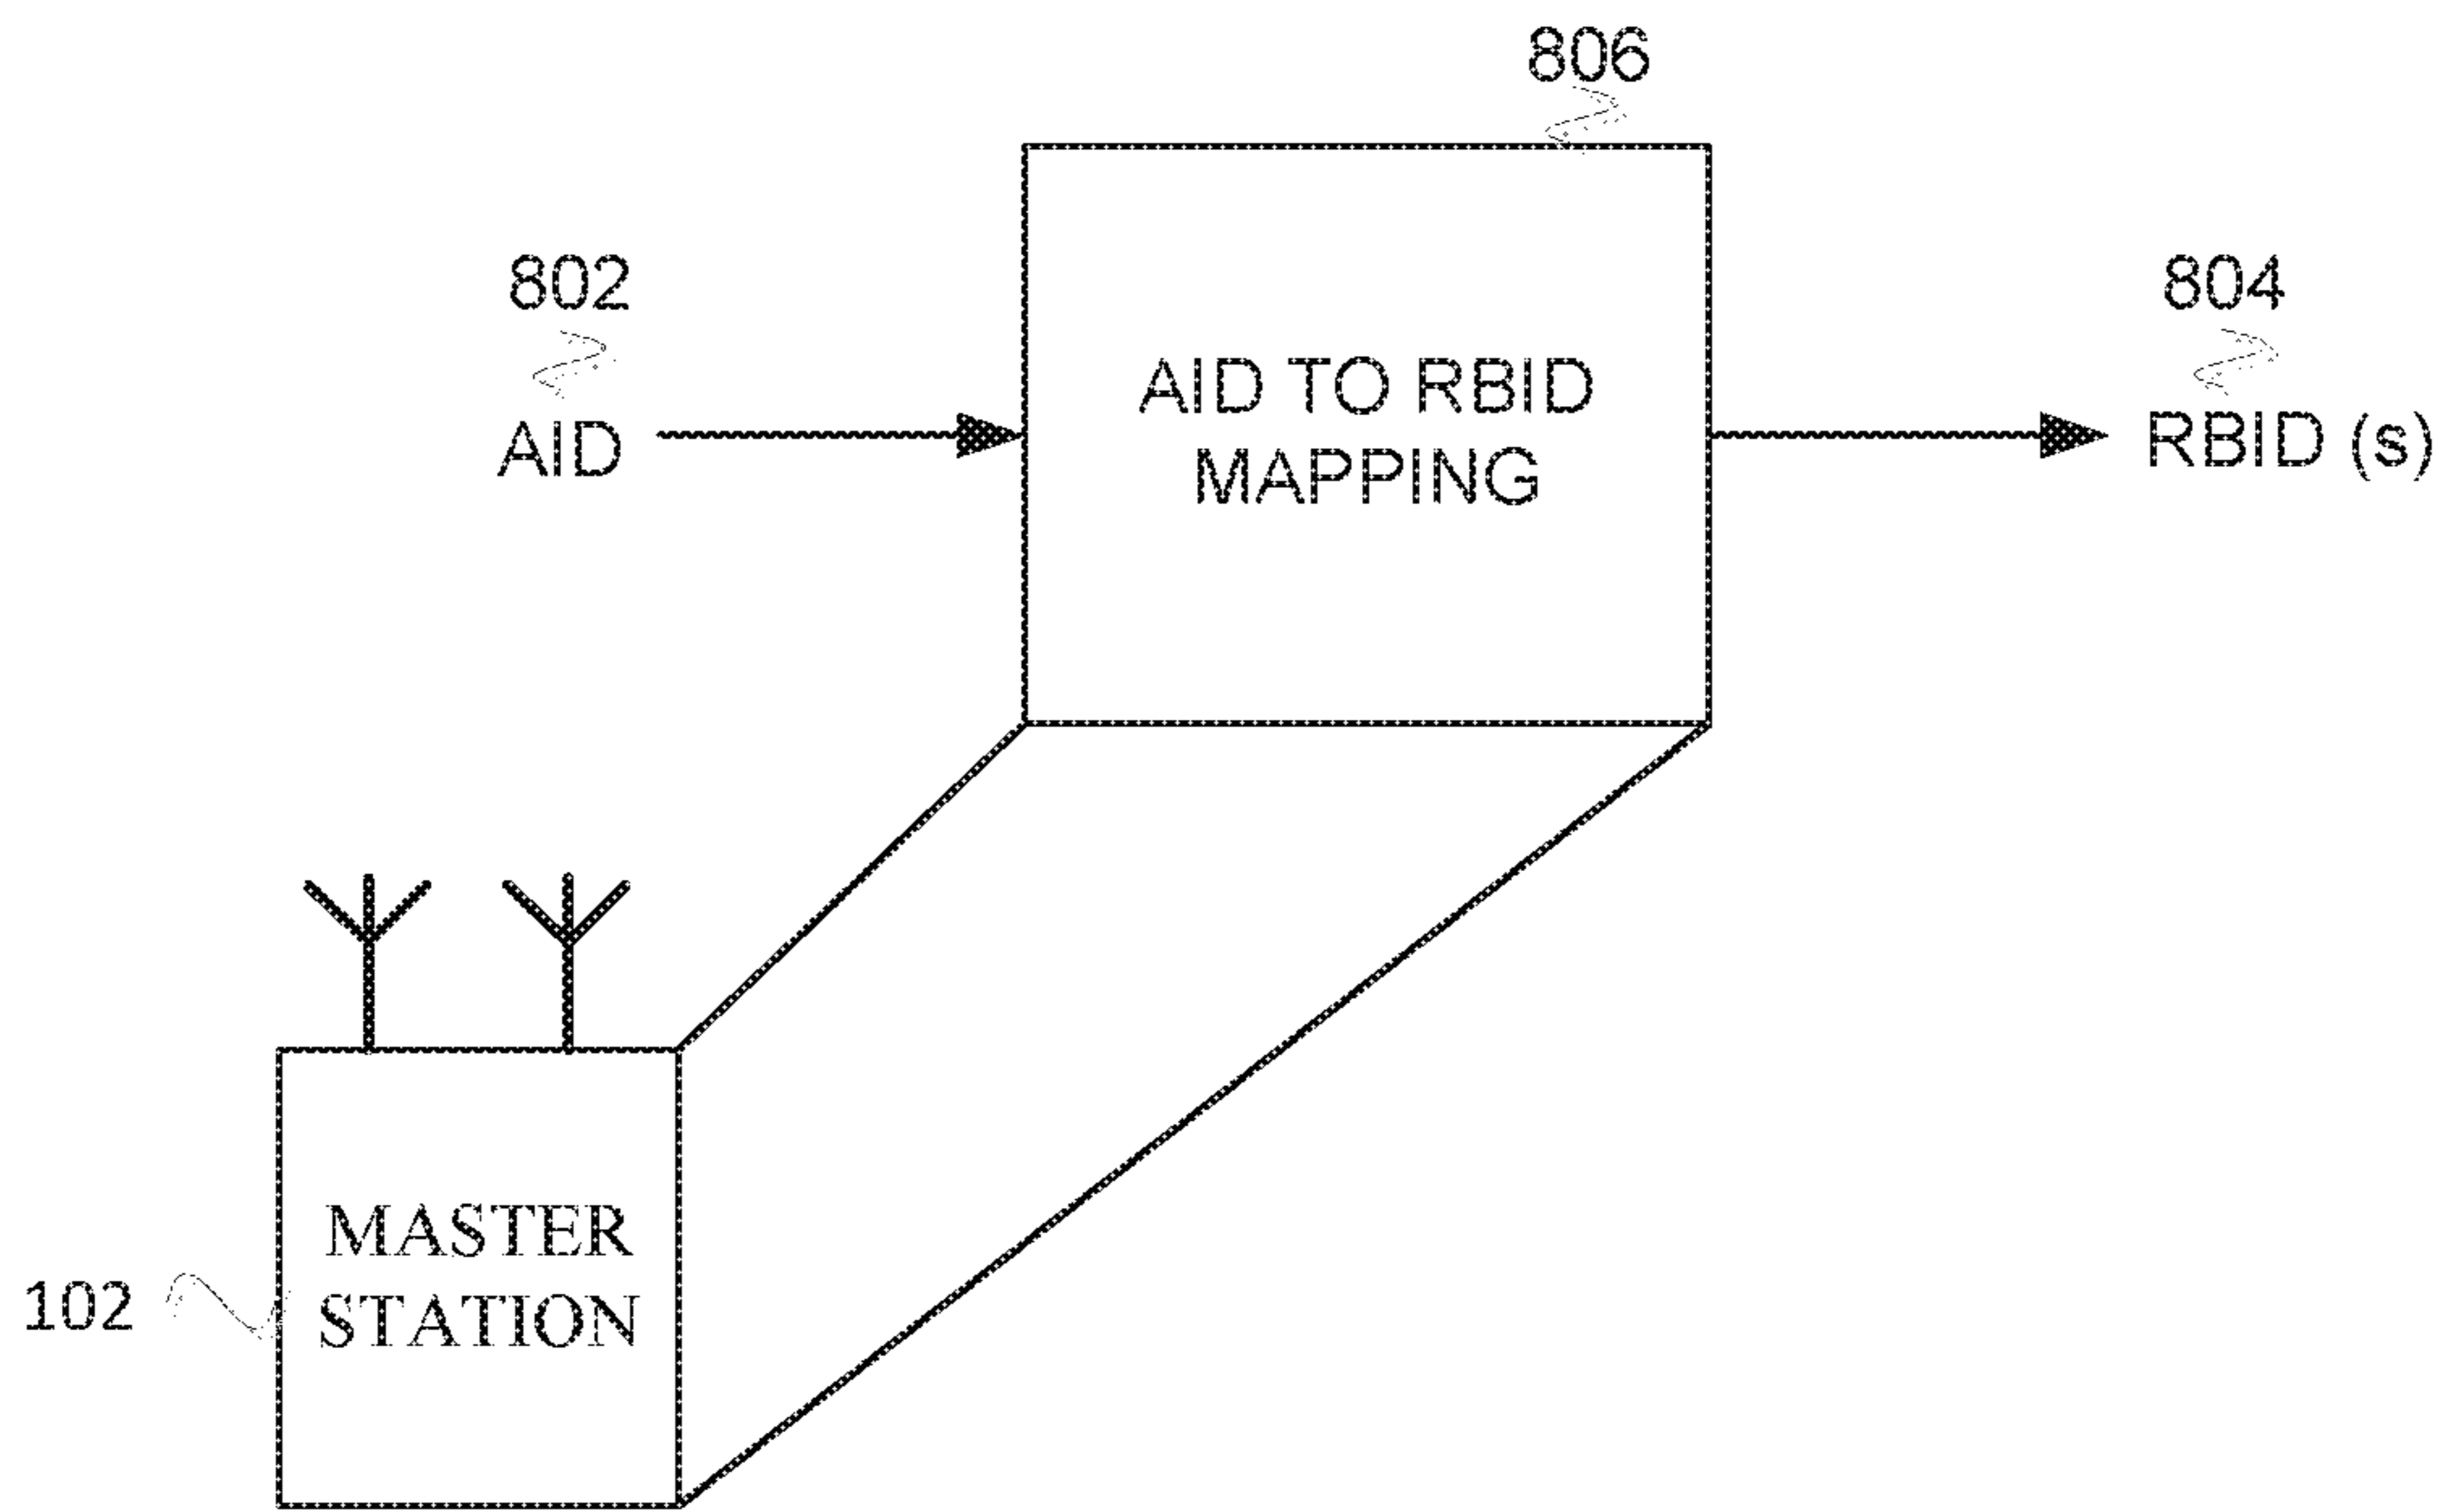 806
802
804
AID TO RBID
MAPPING
AID
RBID (s)
MASTER
STATION
102